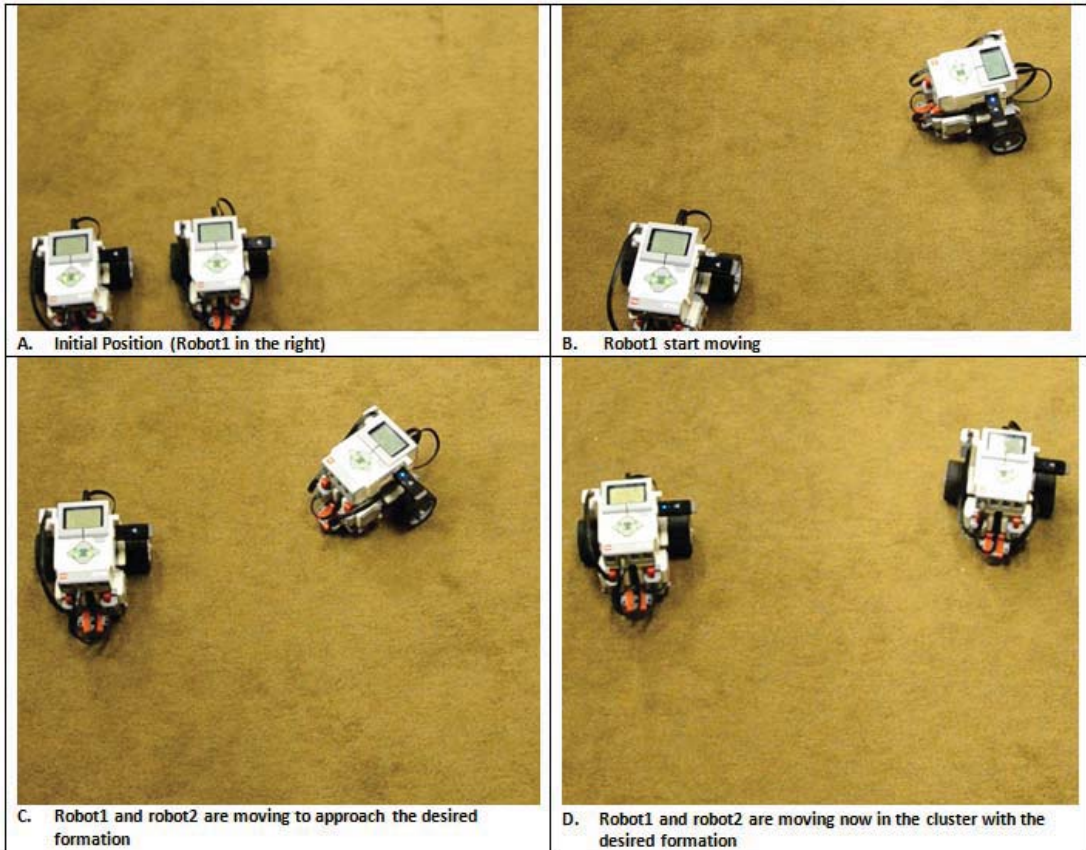 A. Initial Position (Robot1 in the right)
B. Robot1 start moving
C. Robot1 and robot2 are moving to approach the desired
formation
D. Robot1 and robot2 are moving now in the cluster with the
desired formation